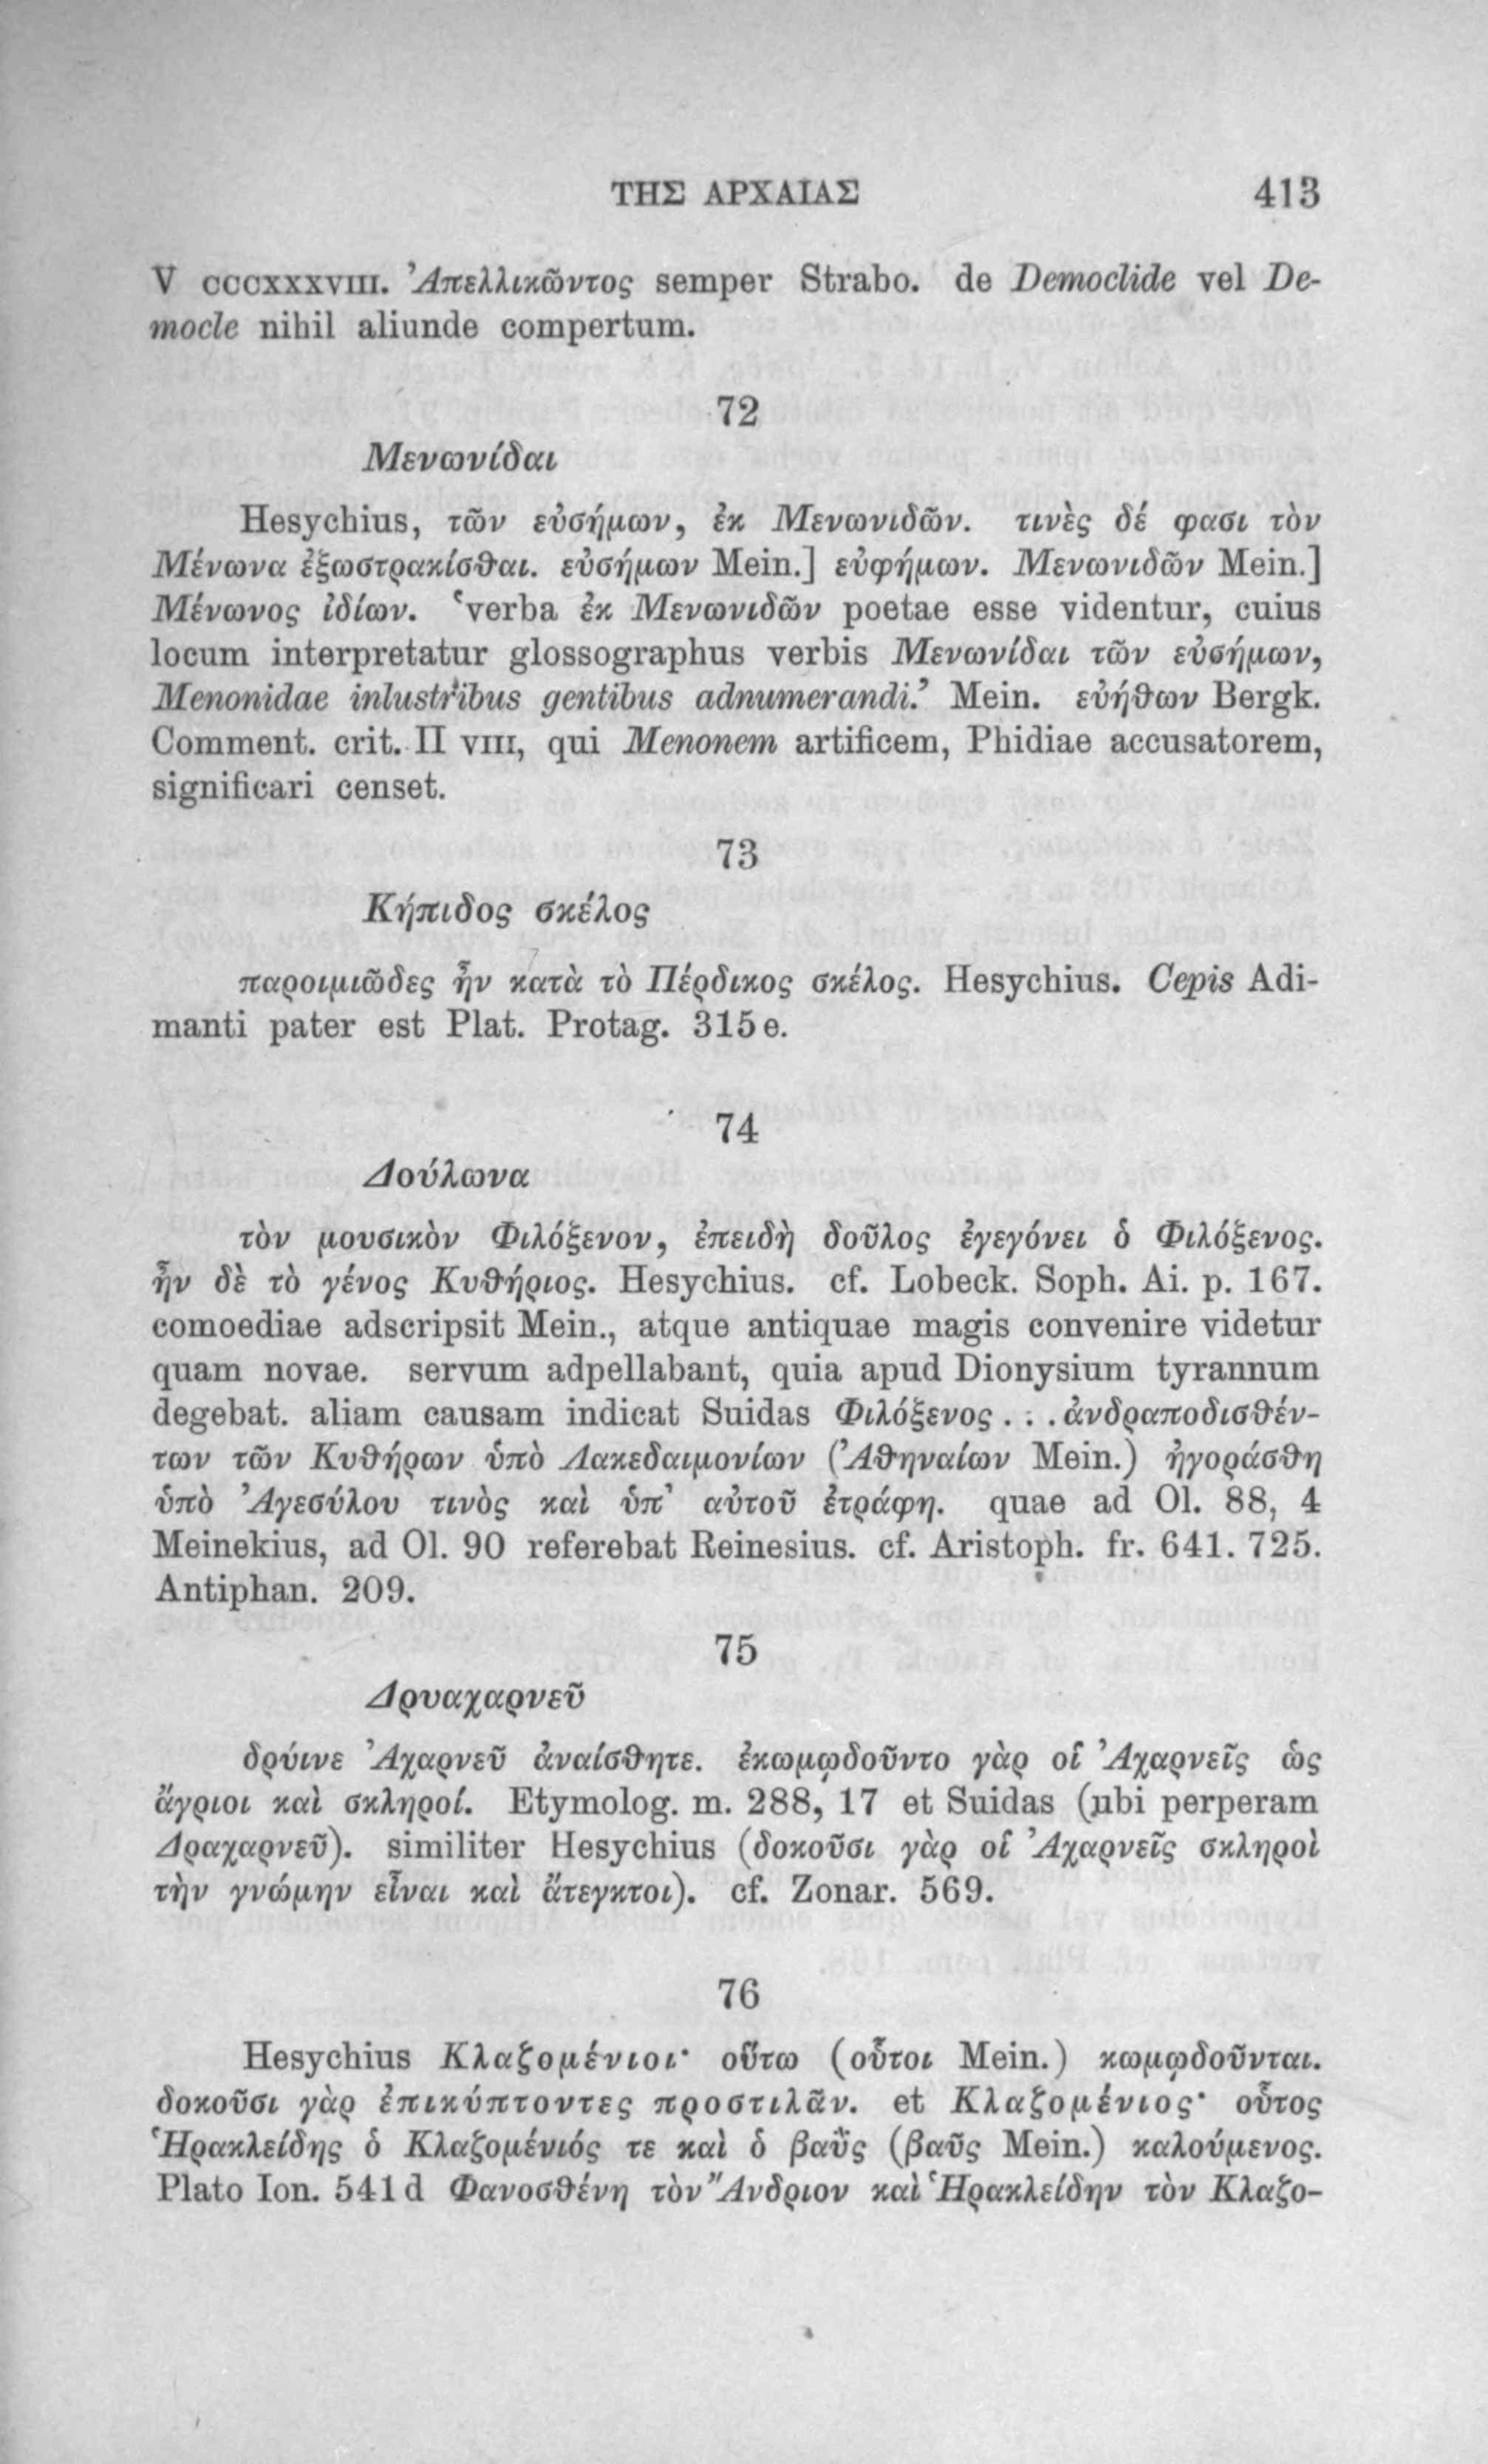 ΤΗΣ ΑΡΧΑΙΑΣ 413
V CCCXXXVIII. Ἀπελλικῶντος semper Strabo. de Democlide vel De-
mocle nihil aliunde compertum.
72
Μενωνίδαι
Hesychius, τῶν εὐσήμων, ἐκ Μενωνιδῶν. τινὲς δέ φασι τὸν
Μένωνα ἐξωστρακίσθαι. εὐσήμων Mein.] εὐφήμων. Μενωνιδῶν Mein.]
Μένωνος ἰδίων. ‘verba ἐκ Μενωνιδῶν poetae esse videntur, cuius
locum interpretatur glossographus verbis Μενωνίδαι τῶν εὐσήμων,
Menonidae inlustribus gentibus adnumerandi.’ Mein. εὐήθων Bergk.
Comment. crit. II VIII, qui Menonem artificem, Phidiae accusatorem,
significari censet.
73
Κήπιδος σκέλος
παροιμιῶδες ἦν κατὰ τὸ Πέρδικος σκέλος. Hesychius. Cepis Adi-
manti pater est Plat. Protag. 315 e.
74
Δούλωνα
τὸν μουσικὸν Φιλόξενον, ἐπειδὴ δοῦλος ἐγεγόνει ὁ Φιλόξενος.
ἦν δὲ τὸ γένος Κυθήριος. Hesychius. cf. Lobeck. Soph. Ai. p. 167.
comoediae adscripsit Mein., atque antiquae magis convenire videtur
quam novae. servum adpellabant, quia apud Dionysium tyrannum
degebat. aliam causam indicat Suidas Φιλόξενος . . . ἀνδραποδισθέν-
των τῶν Κυθήρων ὑπὸ Λακεδαιμονίων (Ἀθηναίων Mein.) ἠγοράσθη
ὑπὸ Ἀγεσύλου τινὸς καὶ ὑπ’ αὐτοῦ ἐτράφη. quae ad Ol. 88, 4
Meinekius, ad Ol. 90 referebat Reinesius. cf. Aristoph. fr. 641. 725.
Antiphan. 209.
75
Δρυαχαρνεῦ
δρύινε Ἀχαρνεῦ ἀναίσθητε. ἐκωμῳδοῦντο γὰρ οἱ Ἀχαρνεῖς ὡς
ἄγριοι καὶ σκληροί. Etymolog. m. 288, 17 et Suidas (ubi perperam
Δραχαρνεῦ). similiter Hesychius (δοκοῦσι γὰρ οἱ Ἀχαρνεῖς σκληροὶ
τὴν γνώμην εἶναι καὶ ἄτεγκτοι). cf. Zonar. 569.
76
Hesychius Κλαζομένιοι· οὕτω (οὗτοι Mein.) κωμῳδοῦνται.
δοκοῦσι γὰρ ἐπικύπτοντες προστιλᾶν. et Κλαζομένιος· οὗτος
Ἡρακλείδης ὁ Κλαζομένιός τε καὶ ὁ βαῢς (βαῦς Mein.) καλούμενος.
Plato Ion. 541 d Φανοσθένη τὸν Ἄνδριον καὶ Ἡρακλείδην τὸν Κλαζο-